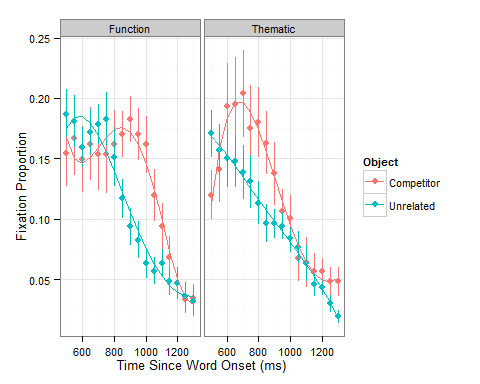 Function Thematic
0.25
0.20
0.15
0.10
0.05
Fixation Proportion
600 800 1000 1200 600 800 1000 1200
Time Since Word Onset (ms)
Object
Competitor
Unrelated